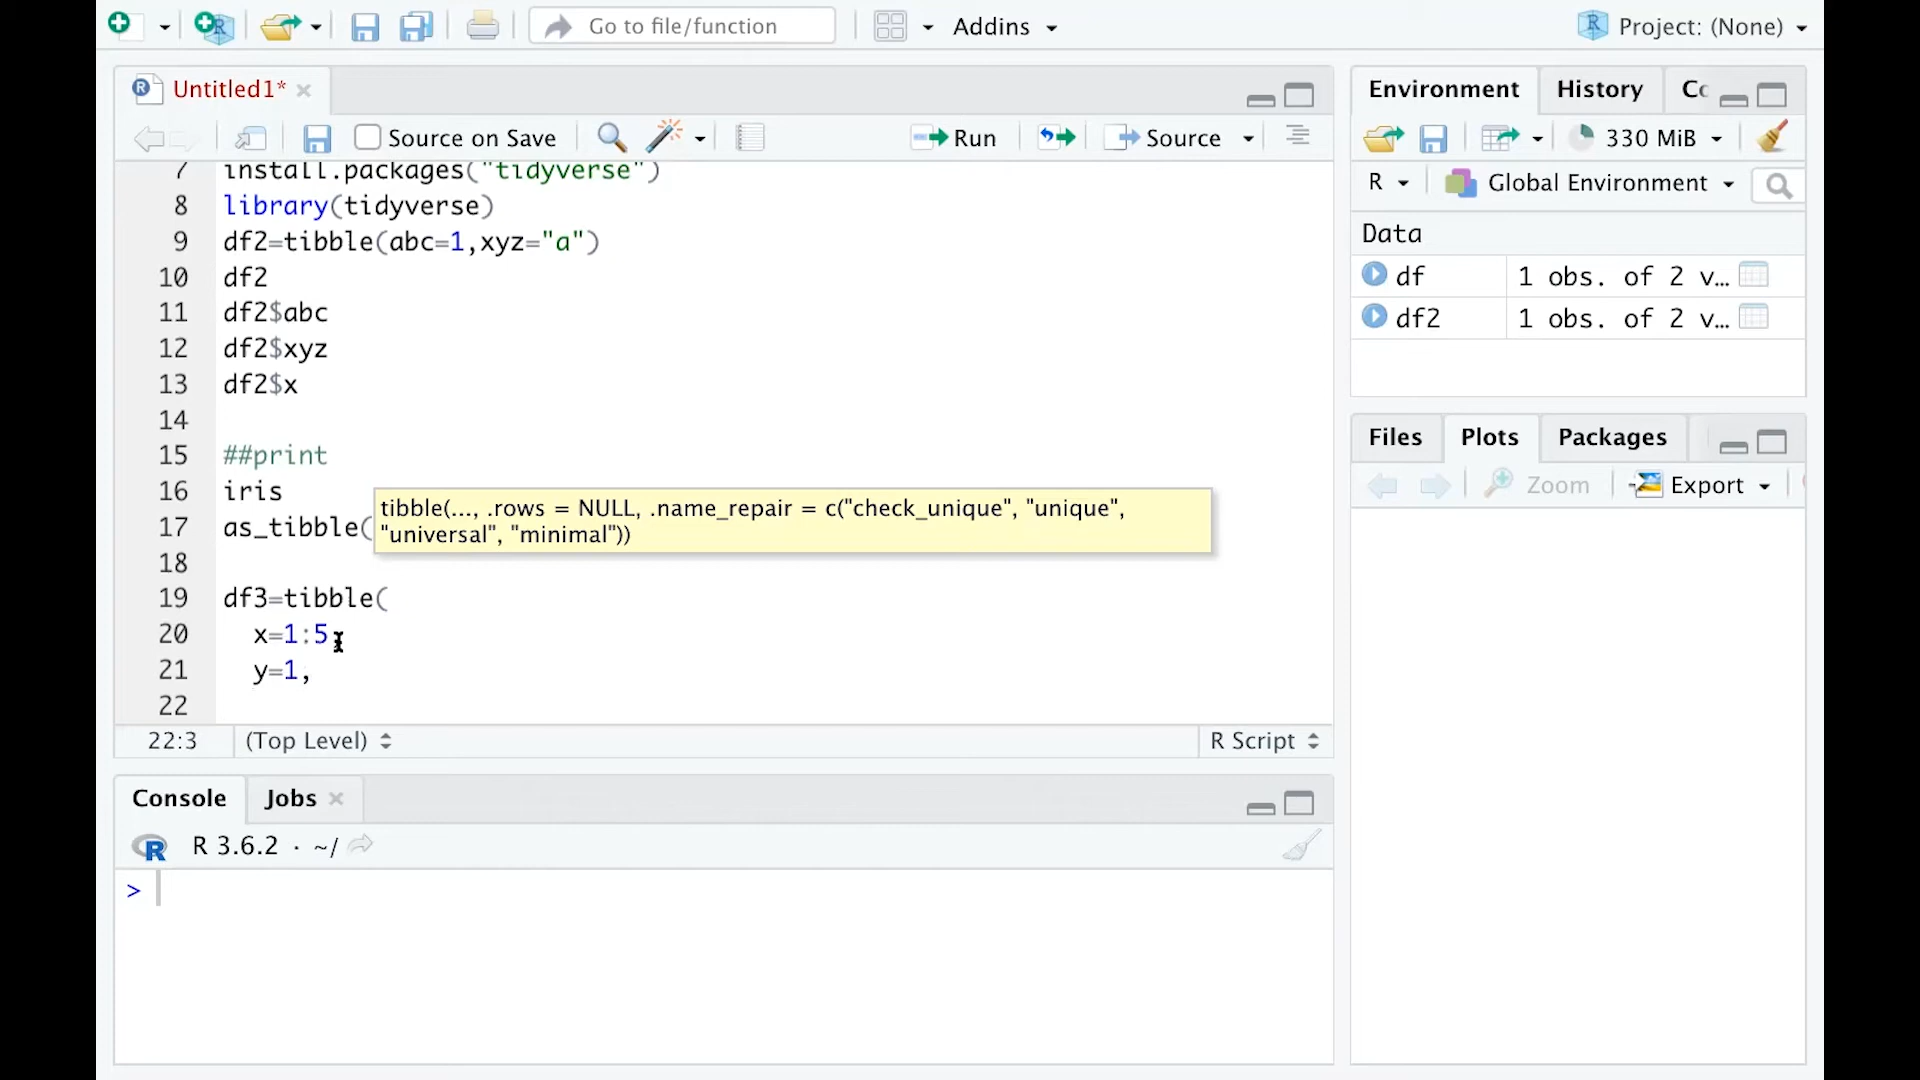 Go to file/function
Addins
Project: (None)
Untitled1*
Source on Save
Run
Source
7 install.packages("tidyverse")
8 library(tidyverse)
9 df2=tibble(abc=1,xyz="a")
10 df2
11 df2$abc
12 df2$xyz
13 df2$x
14
15 ##print
16 iris
17 as_tibble(
tibble(..., .rows = NULL, .name_repair = c("check_unique", "unique",
"universal", "minimal"))
18
19 df3=tibble(
20 x=1:5
21 y=1,
22
22:3
(Top Level)
R Script
Console
Jobs
R 3.6.2 · ~/
>
Environment
History
Cc
330 MiB
R
Global Environment
Data
df 1 obs. of 2 v…
df2 1 obs. of 2 v…
Files
Plots
Packages
Zoom
Export